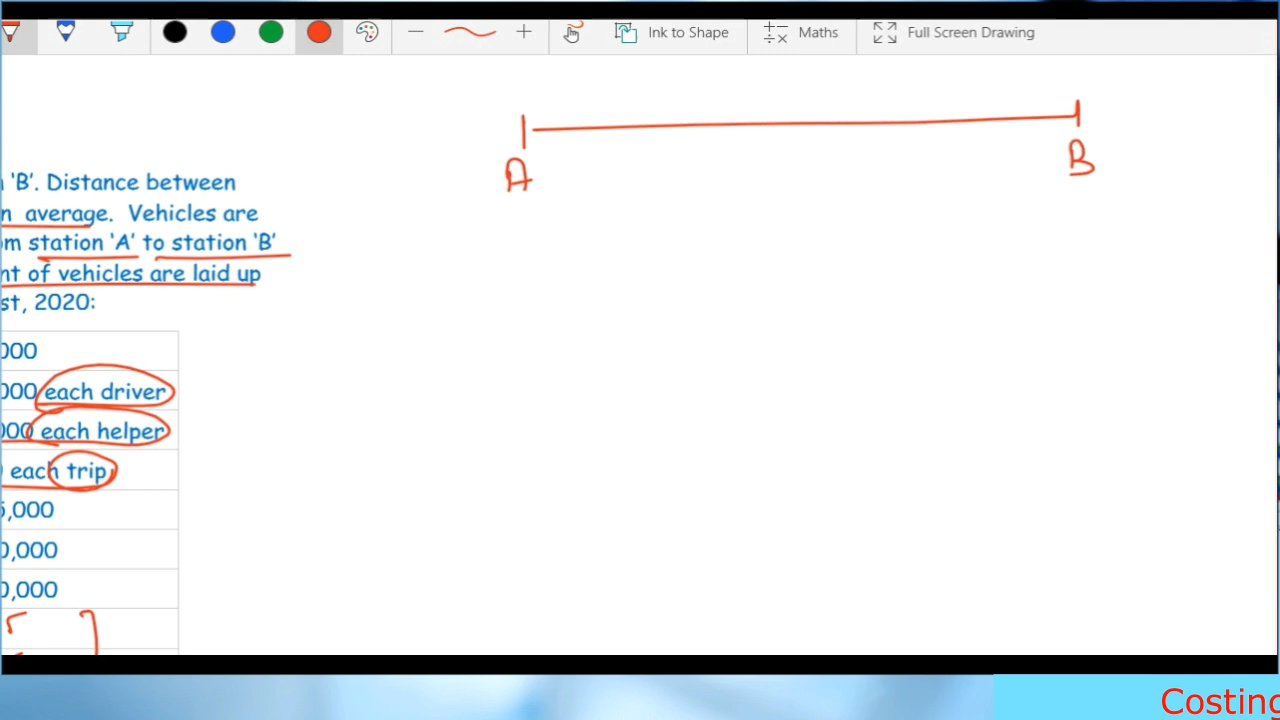 Ink to Shape
Maths
Full Screen Drawing
A
B
'B'. Distance between
n average. Vehicles are
om station 'A' to station 'B'
nt of vehicles are laid up
st, 2020:
000
000 each driver
000 each helper
each trip
5,000
0,000
0,000
Costing